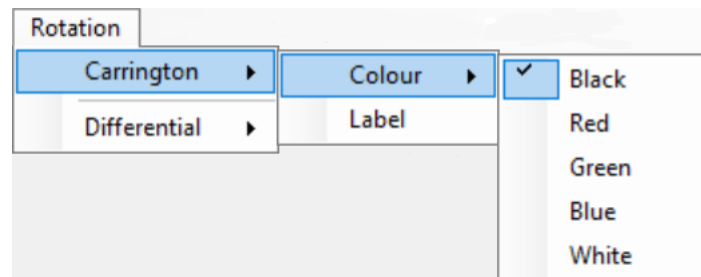 Rotation
Carrington
Differential
Colour
Label
Black
Red
Green
Blue
White